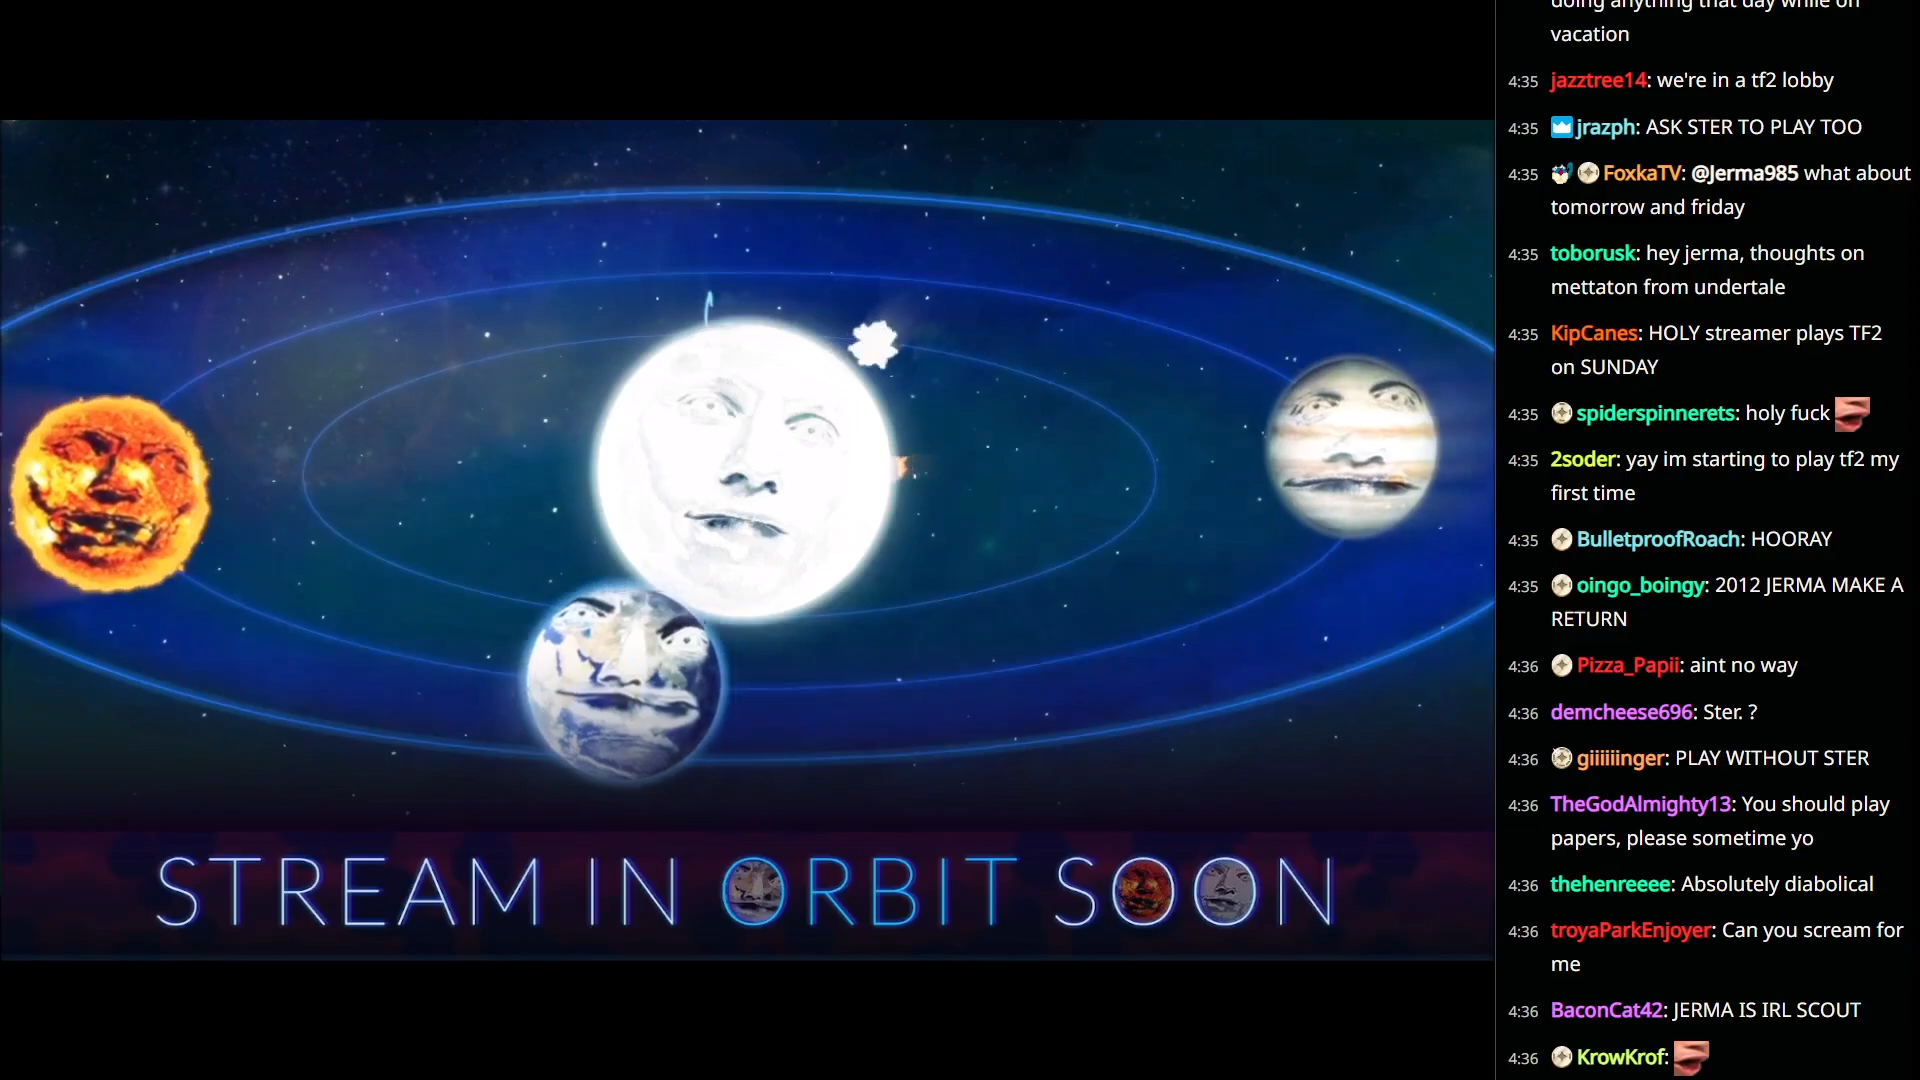 STREAM IN ORBIT SOON
doing anything that day while on
vacation
4:35 jazztree14: we're in a tf2 lobby
4:35 jrazph: ASK STER TO PLAY TOO
4:35 FoxkaTV: @Jerma985 what about
tomorrow and friday
4:35 toborusk: hey jerma, thoughts on
mettaton from undertale
4:35 KipCanes: HOLY streamer plays TF2
on SUNDAY
4:35 spiderspinnerets: holy fuck
4:35 2soder: yay im starting to play tf2 my
first time
4:35 BulletproofRoach: HOORAY
4:35 oingo_boingy: 2012 JERMA MAKE A
RETURN
4:36 Pizza_Papii: aint no way
4:36 demcheese696: Ster. ?
4:36 giiiiiinger: PLAY WITHOUT STER
4:36 TheGodAlmighty13: You should play
papers, please sometime yo
4:36 thehenreeee: Absolutely diabolical
4:36 troyaParkEnjoyer: Can you scream for
me
4:36 BaconCat42: JERMA IS IRL SCOUT
4:36 KrowKrof: